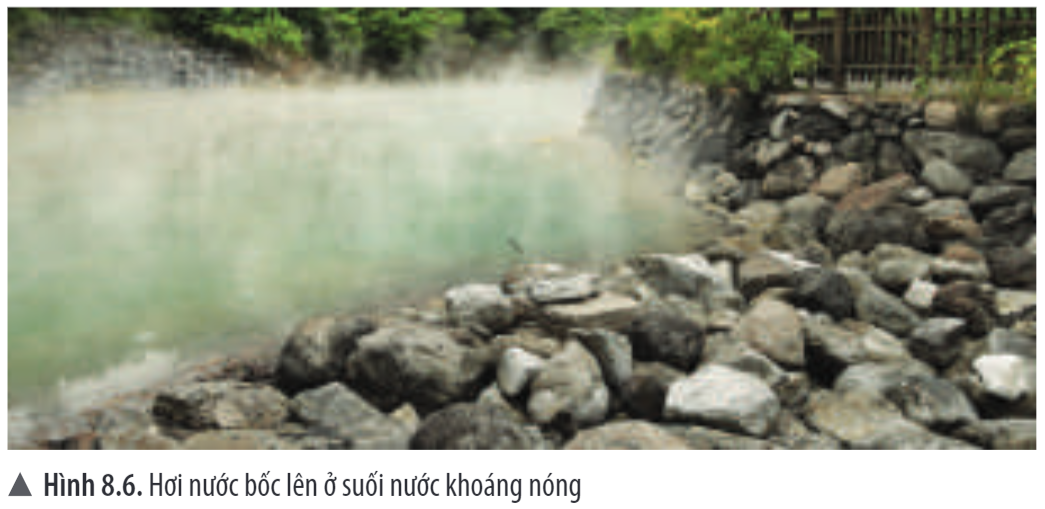 ▲ Hình 8.6. Hơi nước bốc lên ở suối nước khoáng nóng